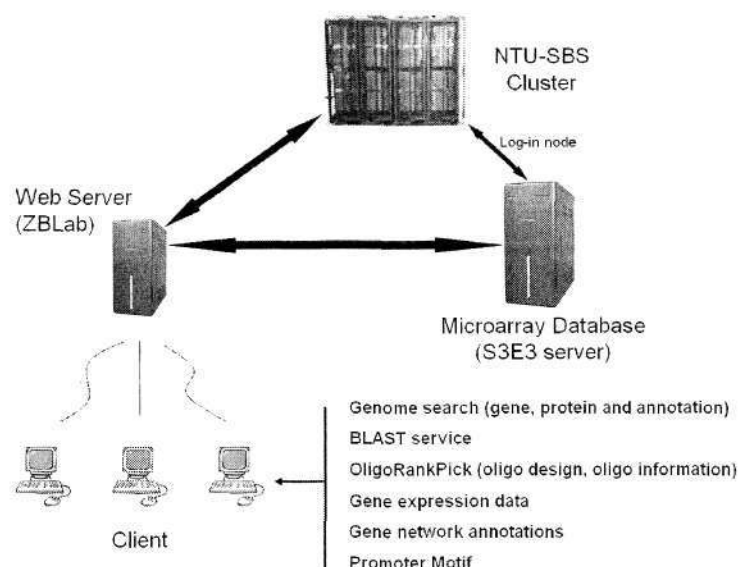 NTU-SBS
Cluster
Log-in node
Web Server
(ZBLab)
Microarray Database
(S3E3 server)
Genome search (gene, protein and annotation)
BLAST service
OligoRankPick (oligo design, oligo information)
Gene expression data
Gene network annotations
Promoter Motif
Client